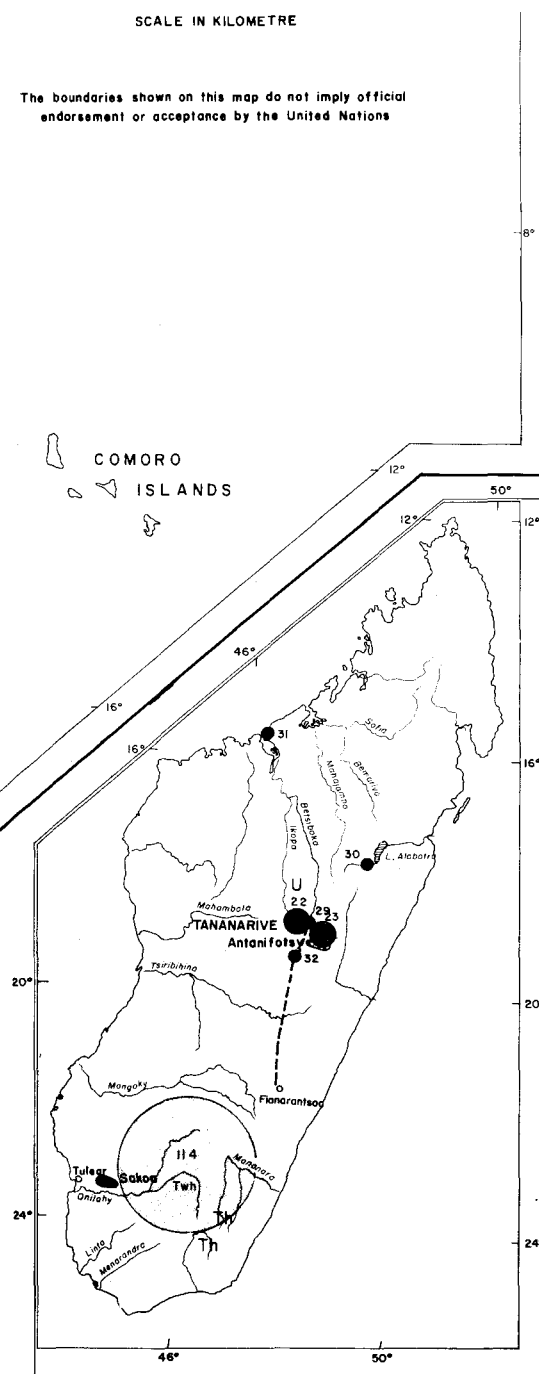 SCALE IN KILOMETRE
The boundaries shown on this map do not imply official
endorsement or acceptance by the United Nations
8°
COMORO
ISLANDS
12°
50°
12°
12°
46°
16°
16°
31
Sofia
16°
Mahajamna
Bemarivo
Betsiboka
Ikopa
30
L. Alabatra
U
22
29
23
Mahambola
TANANARIVE
Antanifotsy
32
Tsiribihina
20°
20°
Mangoky
Fianarantsoa
114
Mananara
Tulear
Sakoa
Twh
Onilahy
Th
24°
Th
24°
Linta
Menarandra
46°
50°